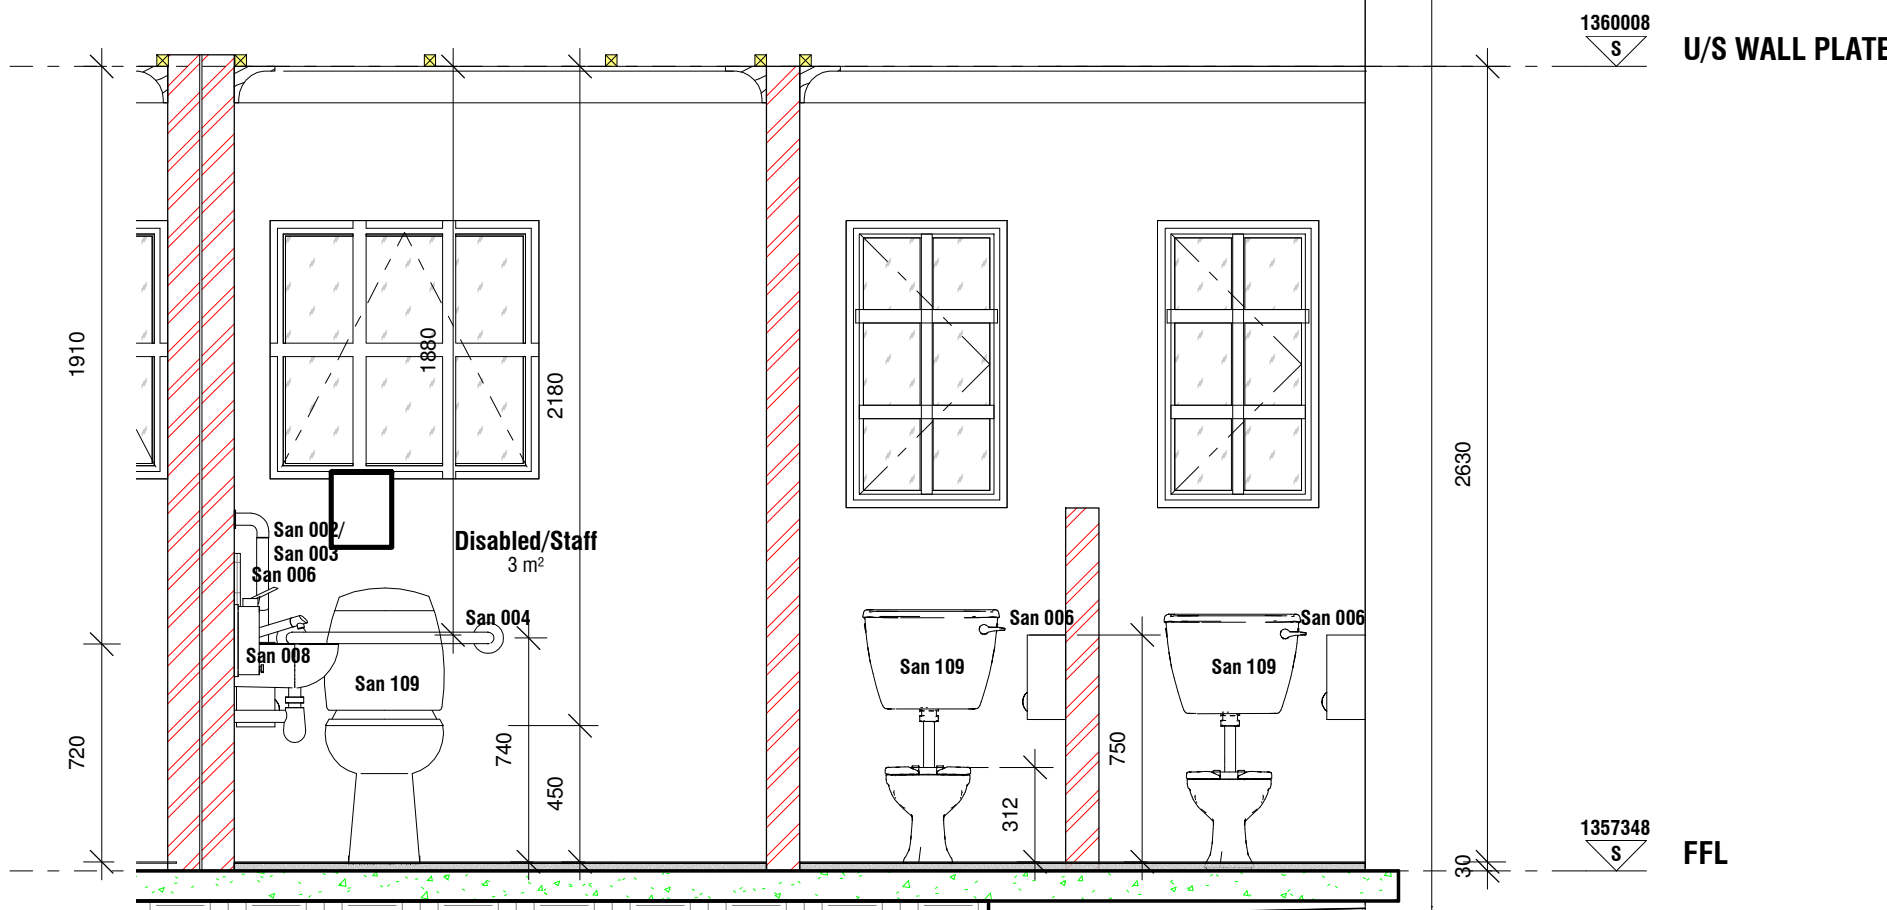 1360008
S
U/S WALL PLATE
1910
1880
2180
2630
San 002/
San 003
Disabled/Staff
3 m²
San 006
San 004
San 006
San 006
San 008
San 109
San 109
San 109
720
740
450
312
750
1357348
S
FFL
30